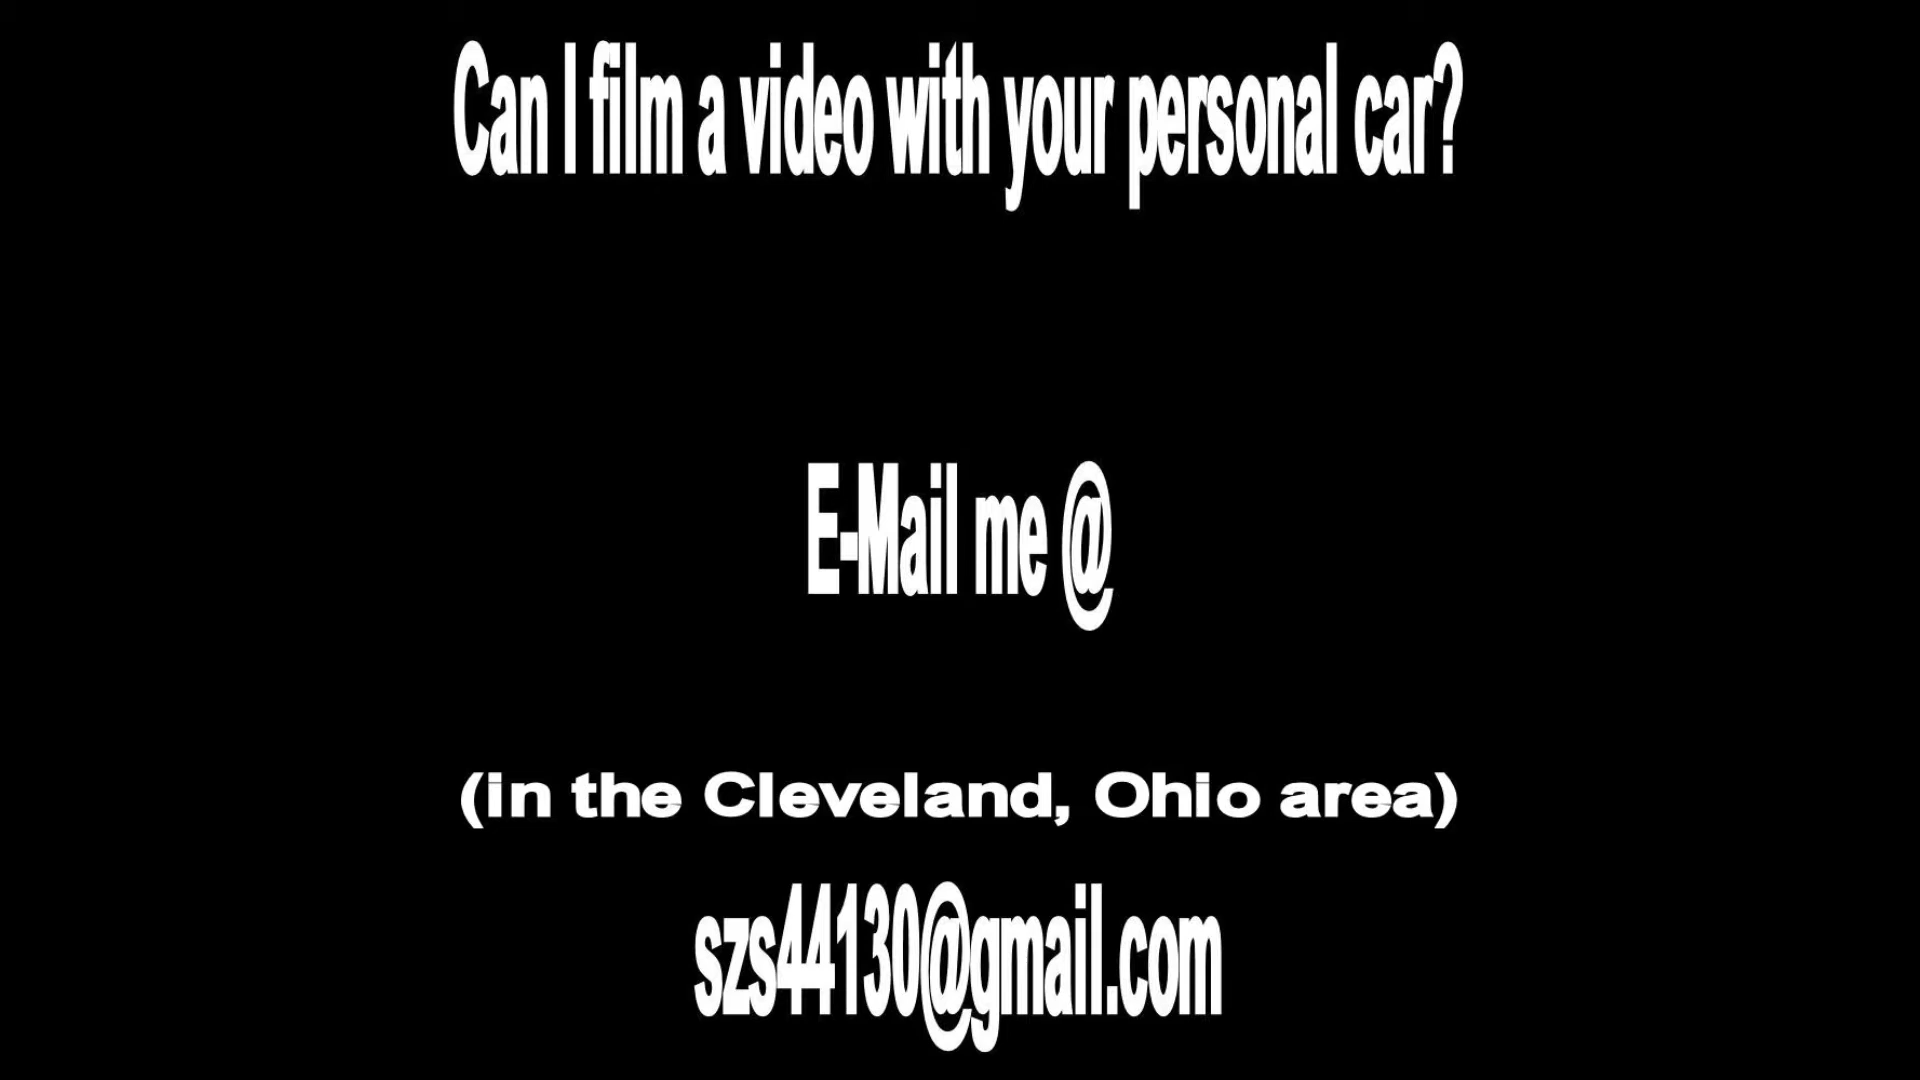 Can I film a video with your personal car?
E-Mail me @
(in the Cleveland, Ohio area)
szs44130@gmail.com